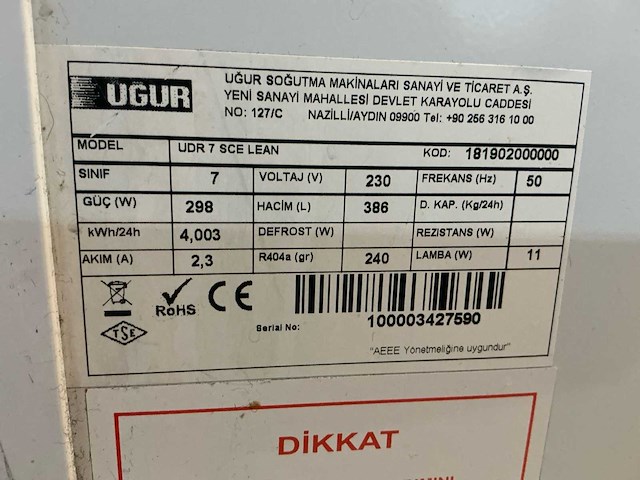 UĞUR
UĞUR SOĞUTMA MAKİNALARI SANAYİ VE TİCARET A.Ş.
YENİ SANAYİ MAHALLESİ DEVLET KARAYOLU CADDESİ
NO: 127/C NAZİLLİ/AYDIN 09900 Tel: +90 256 316 10 00
MODEL UDR 7 SCE LEAN KOD: 181902000000
SINIF 7 VOLTAJ (V) 230 FREKANS (Hz) 50
GÜÇ (W) 298 HACİM (L) 386 D. KAP. (Kg/24h)
kWh/24h 4,003 DEFROST (W) REZISTANS (W)
AKIM (A) 2,3 R404a (gr) 240 LAMBA (W) 11
RoHS CE
TSE
Serial No: 100003427590
"AEEE Yönetmeliğine uygundur"
DİKKAT